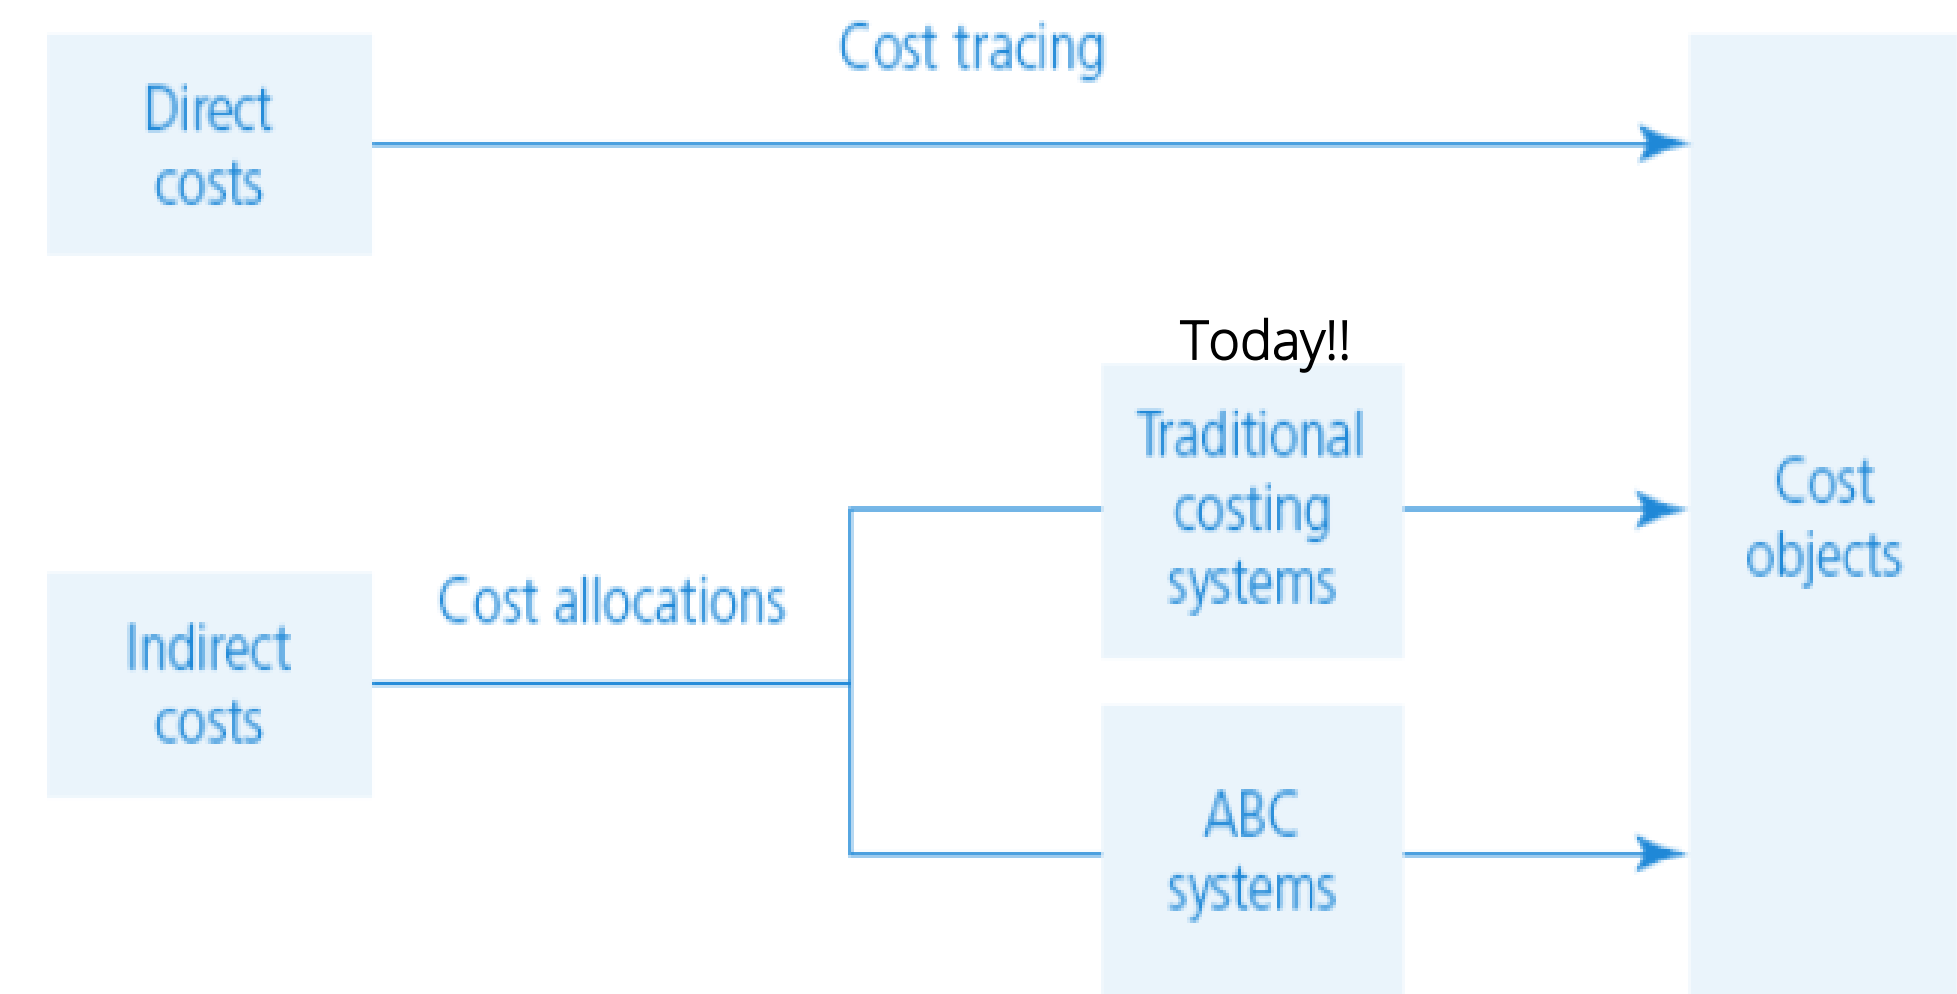 Cost tracing
Direct
costs
Today!!
Traditional
costing
systems
Cost
objects
Cost allocations
Indirect
costs
ABC
systems